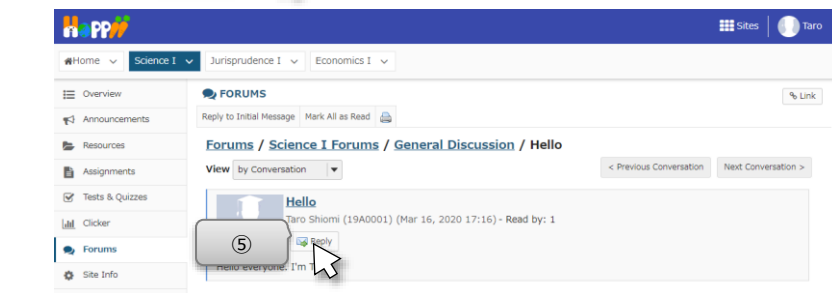 HOPPII
Sites Taro
Home Science I Jurisprudence I Economics I
Overview
FORUMS
Link
Announcements
Reply to Initial Message Mark All as Read
Resources
Forums / Science I Forums / General Discussion / Hello
Assignments
View by Conversation
< Previous Conversation Next Conversation >
Tests & Quizzes
Hello
Clicker
Taro Shiomi (19A0001) (Mar 16, 2020 17:16) - Read by: 1
⑤
Reply
Forums
Hello everyone. I'm
Site Info